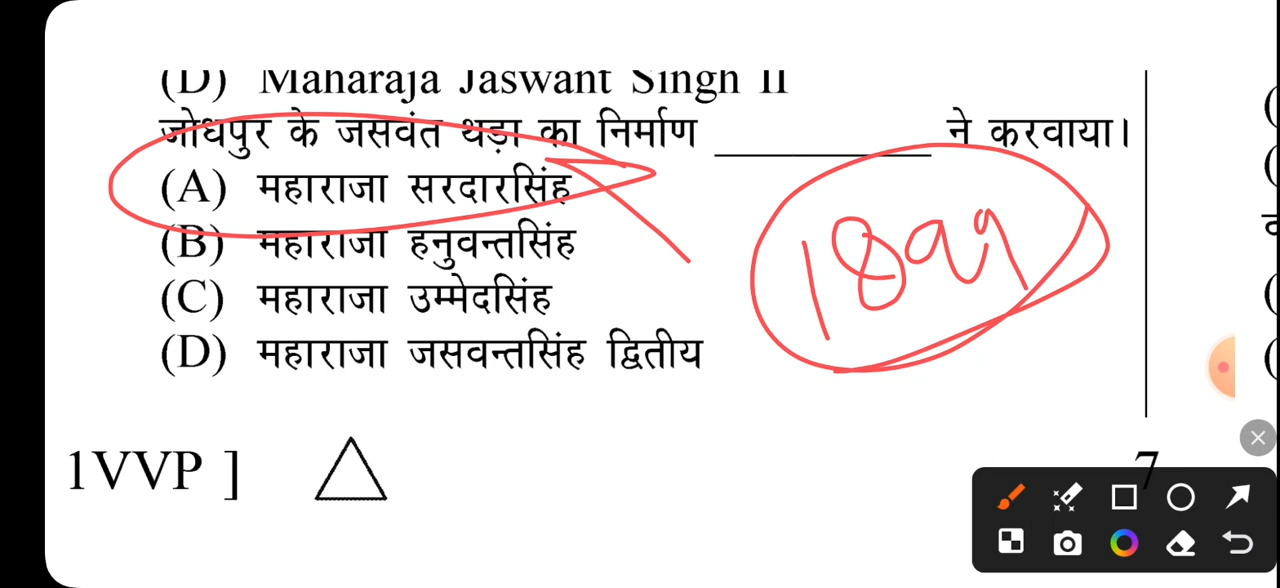 (D) Maharaja Jaswant Singh II
जोधपुर के जसवंत थड़ा का निर्माण ____________ ने करवाया।
(A) महाराजा सरदारसिंह
(B) महाराजा हनुवन्तसिंह
(C) महाराजा उम्मेदसिंह
(D) महाराजा जसवन्तसिंह द्वितीय
1899
1VVP ]
7